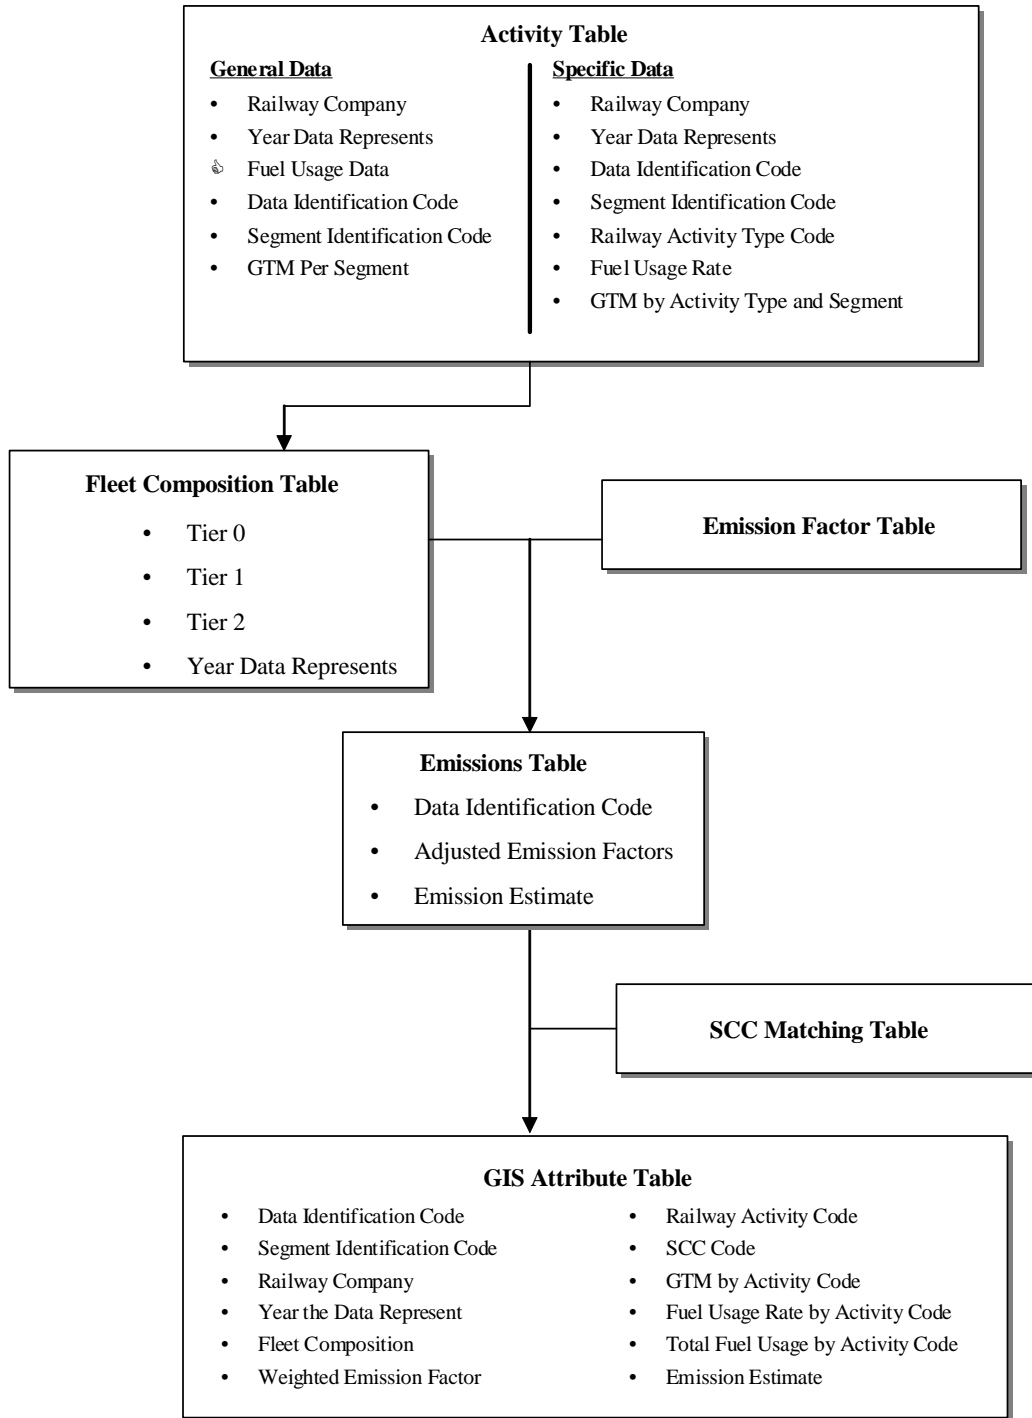 Activity Table
General Data
• Railway Company
• Year Data Represents
👍 Fuel Usage Data
• Data Identification Code
• Segment Identification Code
• GTM Per Segment
Specific Data
• Railway Company
• Year Data Represents
• Data Identification Code
• Segment Identification Code
• Railway Activity Type Code
• Fuel Usage Rate
• GTM by Activity Type and Segment
Fleet Composition Table
• Tier 0
• Tier 1
• Tier 2
• Year Data Represents
Emission Factor Table
Emissions Table
• Data Identification Code
• Adjusted Emission Factors
• Emission Estimate
SCC Matching Table
GIS Attribute Table
• Data Identification Code
• Segment Identification Code
• Railway Company
• Year the Data Represent
• Fleet Composition
• Weighted Emission Factor
• Railway Activity Code
• SCC Code
• GTM by Activity Code
• Fuel Usage Rate by Activity Code
• Total Fuel Usage by Activity Code
• Emission Estimate